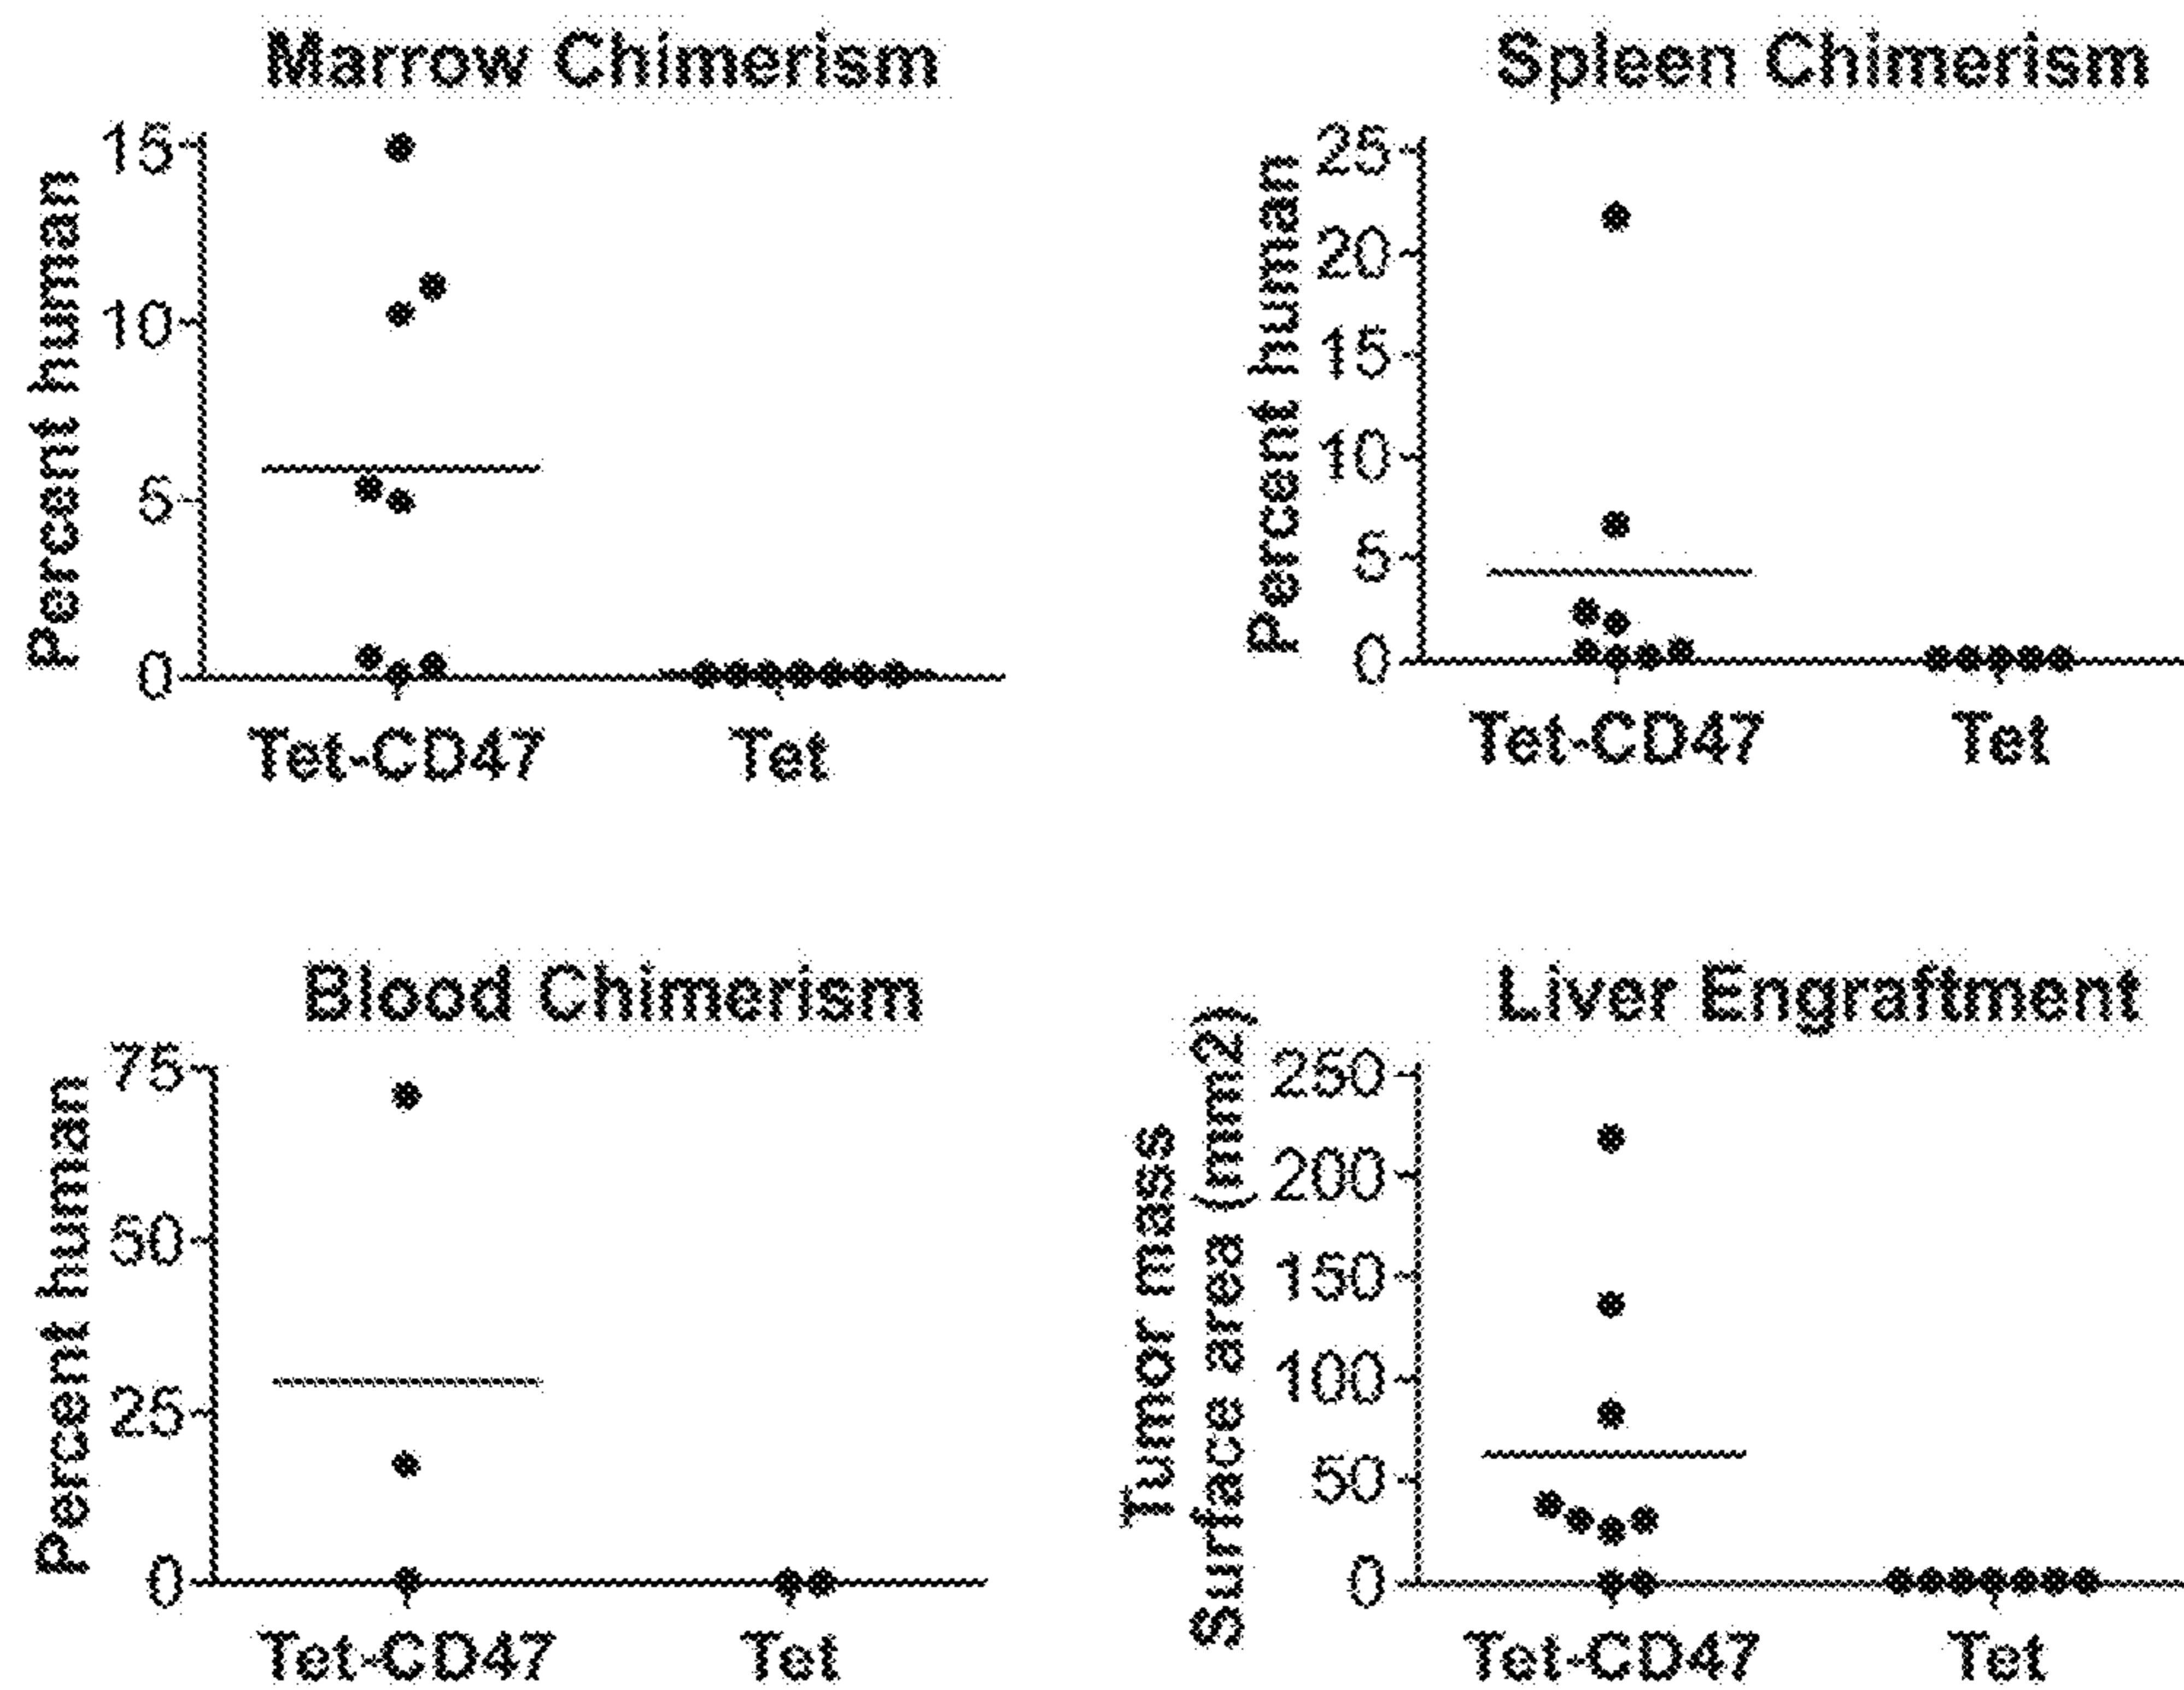 Marrow Chimerism
Percent human
15
10
5
0
Tet-CD47
Tet
Spleen Chimerism
Percent human
25
20
15
10
5
0
Tet-CD47
Tet
Blood Chimerism
Percent human
75
50
25
0
Tet-CD47
Tet
Liver Engraftment
Tumor mass
Surface area (mm2)
250
200
150
100
50
0
Tet-CD47
Tet